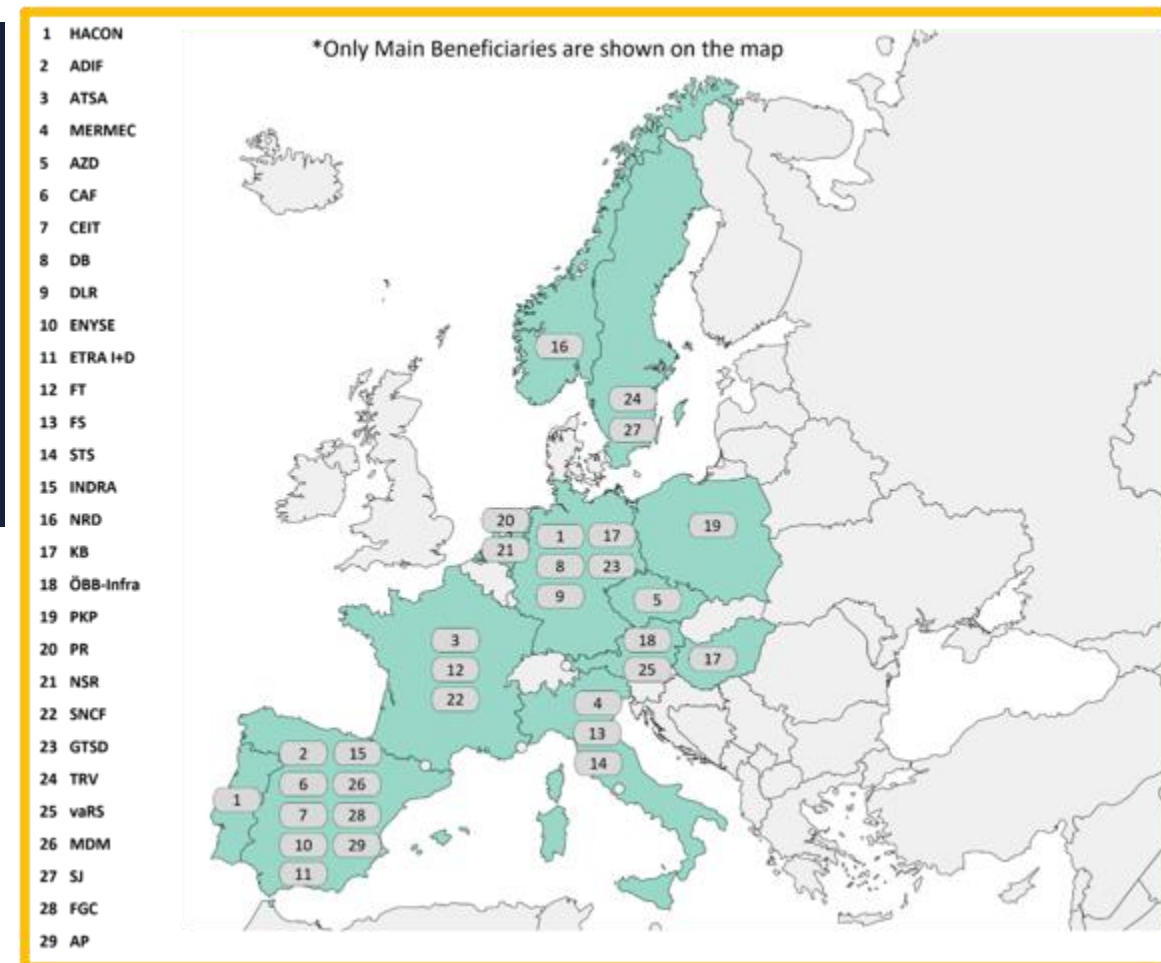 *Only Main Beneficiaries are shown on the map
1 HACON
2 ADIF
3 ATSA
4 MERMEC
5 AZD
6 CAF
7 CEIT
8 DB
9 DLR
10 ENYSE
11 ETRA I+D
12 FT
13 FS
14 STS
15 INDRA
16 NRD
17 KB
18 ÖBB-Infra
19 PKP
20 PR
21 NSR
22 SNCF
23 GTSD
24 TRV
25 vaRS
26 MDM
27 SJ
28 FGC
29 AP
16
24
27
20
21
1 17
8 23
9
19
5
18
25
17
3
12
22
4
13
14
2 15
6 26
7 28
10 29
11
1